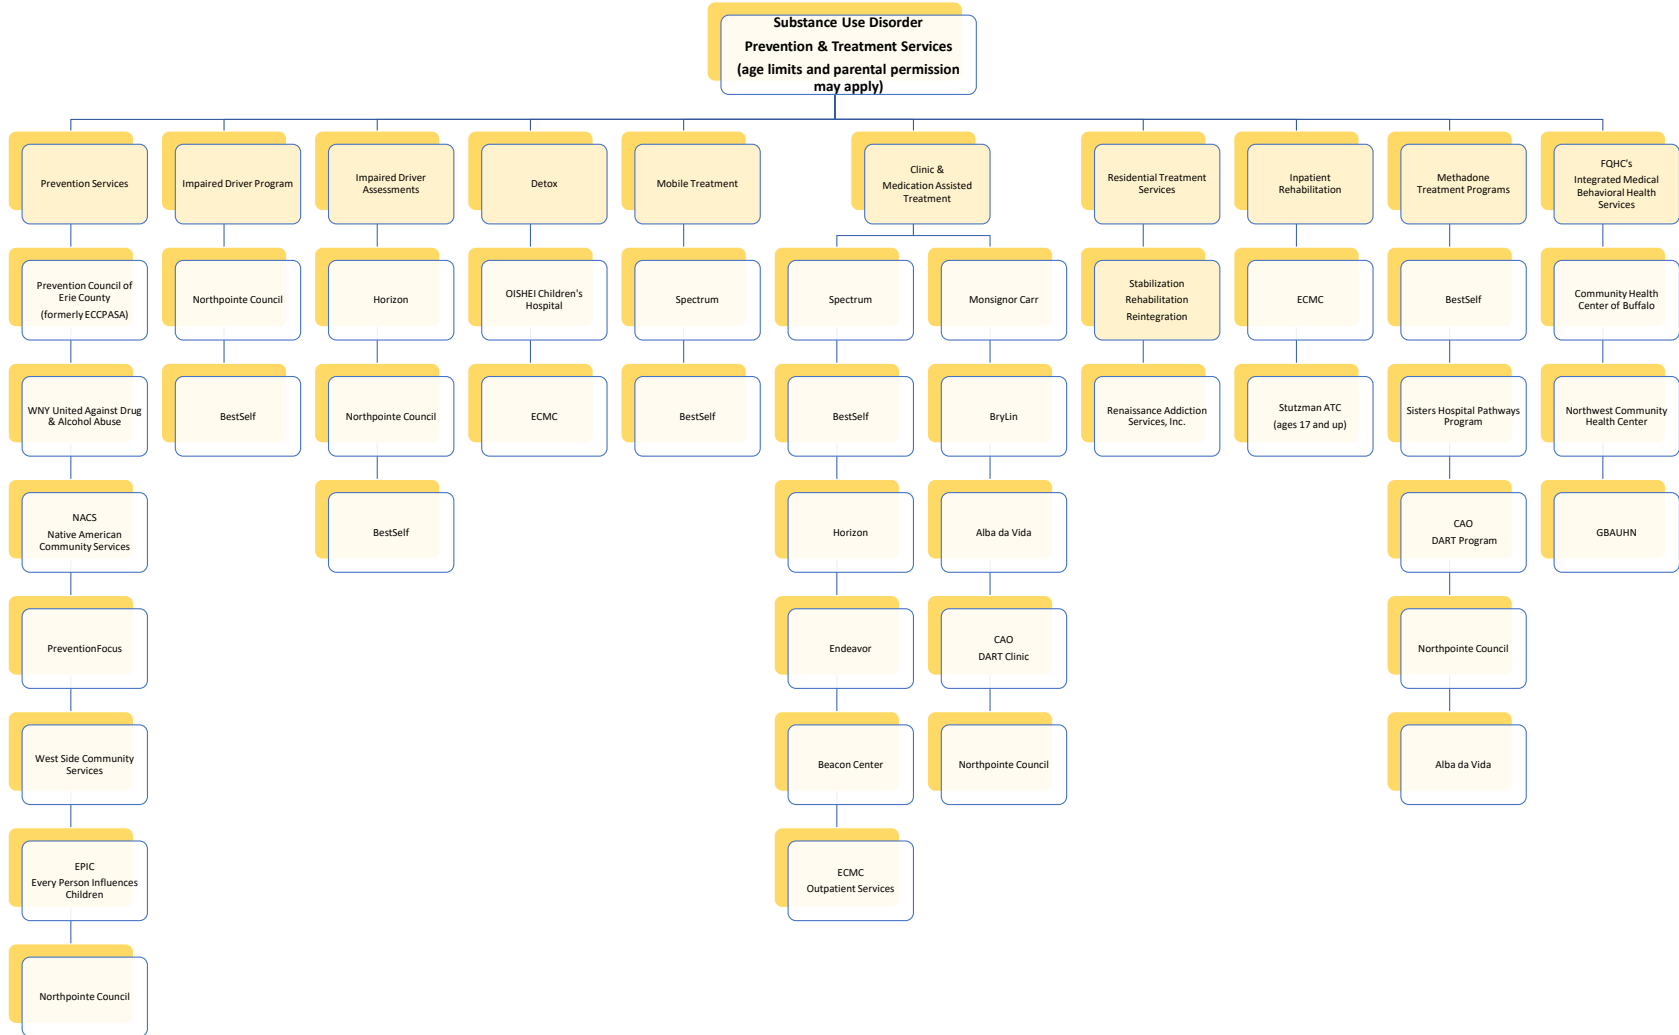 Substance Use Disorder
Prevention & Treatment Services
(age limits and parental permission
may apply)
Prevention Services
Impaired Driver Program
Impaired Driver
Assessments
Detox
Mobile Treatment
Clinic &
Medication Assisted
Treatment
Residential Treatment
Services
Inpatient
Rehabilitation
Methadone
Treatment Programs
FQHC's
Integrated Medical
Behavioral Health
Services
Prevention Council of
Erie County
(formerly ECCPASA)
Northpointe Council
Horizon
OISHEI Children's
Hospital
Spectrum
Spectrum
Monsignor Carr
Stabilization
Rehabilitation
Reintegration
ECMC
BestSelf
Community Health
Center of Buffalo
WNY United Against Drug
& Alcohol Abuse
BestSelf
Northpointe Council
ECMC
BestSelf
BestSelf
BryLin
Renaissance Addiction
Services, Inc.
Stutzman ATC
(ages 17 and up)
Sisters Hospital Pathways
Program
Northwest Community
Health Center
NACS
Native American
Community Services
BestSelf
Horizon
Alba da Vida
CAO
DART Program
GBAUHN
PreventionFocus
Endeavor
CAO
DART Clinic
Northpointe Council
West Side Community
Services
Beacon Center
Northpointe Council
Alba da Vida
EPIC
Every Person Influences
Children
ECMC
Outpatient Services
Northpointe Council